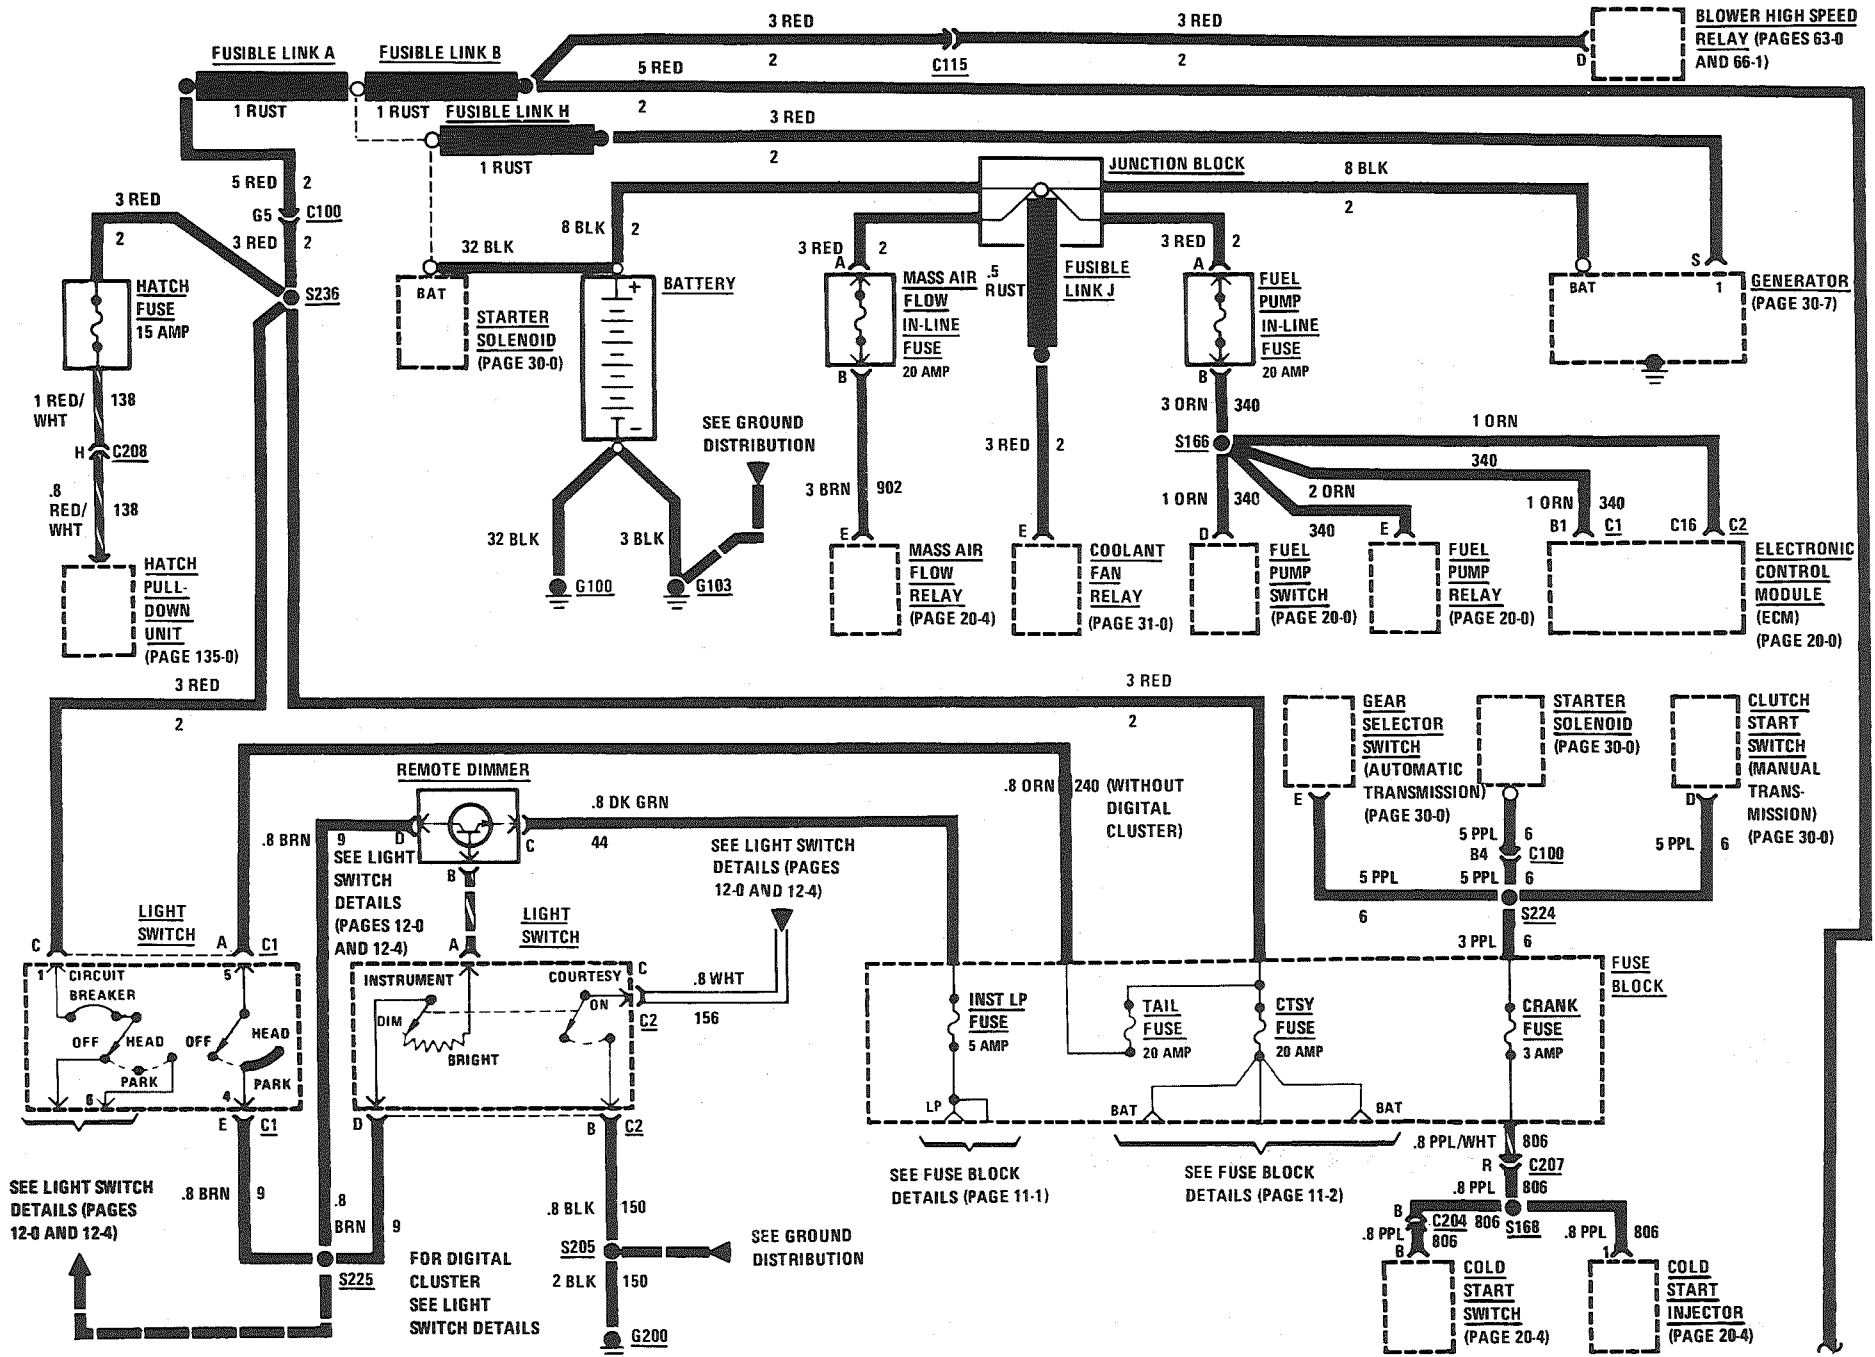 3 RED
2
C115
3 RED
2
D
BLOWER HIGH SPEED
RELAY (PAGES 63-0
AND 66-1)
FUSIBLE LINK A
1 RUST
FUSIBLE LINK B
1 RUST
5 RED
2
FUSIBLE LINK H
1 RUST
3 RED
2
5 RED 2
G5 C100
3 RED 2
S236
3 RED
2
HATCH
FUSE
15 AMP
1 RED/
WHT
138
H C208
.8
RED/
WHT
138
HATCH
PULL-
DOWN
UNIT
(PAGE 135-0)
BAT
STARTER
SOLENOID
(PAGE 30-0)
32 BLK
8 BLK 2
+
-
BATTERY
32 BLK
G100
3 BLK
G103
SEE GROUND
DISTRIBUTION
JUNCTION BLOCK
8 BLK
2
3 RED 2
A
MASS AIR
FLOW
IN-LINE
FUSE
20 AMP
B
3 BRN 902
E
MASS AIR
FLOW
RELAY
(PAGE 20-4)
.5
RUST
FUSIBLE
LINK J
3 RED 2
E
COOLANT
FAN
RELAY
(PAGE 31-0)
3 RED 2
A
FUEL
PUMP
IN-LINE
FUSE
20 AMP
B
3 ORN 340
S166
1 ORN
340
2 ORN
340
1 ORN 340
1 ORN 340
D
FUEL
PUMP
SWITCH
(PAGE 20-0)
E
FUEL
PUMP
RELAY
(PAGE 20-0)
B1 C1
C16 C2
ELECTRONIC
CONTROL
MODULE
(ECM)
(PAGE 20-0)
BAT
S
1
GENERATOR
(PAGE 30-7)
3 RED
2
3 RED
2
GEAR
SELECTOR
SWITCH
(AUTOMATIC
TRANSMISSION)
(PAGE 30-0)
E
STARTER
SOLENOID
(PAGE 30-0)
CLUTCH
START
SWITCH
(MANUAL
TRANS-
MISSION)
(PAGE 30-0)
D
5 PPL 6
B4 C100
5 PPL 6
5 PPL
6
5 PPL 6
S224
3 PPL 6
REMOTE DIMMER
D
C
B
.8 BRN 9
.8 DK GRN
44
.8 ORN 240 (WITHOUT
DIGITAL
CLUSTER)
SEE LIGHT
SWITCH
DETAILS
(PAGES 12-0
AND 12-4)
SEE LIGHT SWITCH
DETAILS (PAGES
12-0 AND 12-4)
LIGHT
SWITCH
C
A C1
1 CIRCUIT
BREAKER
OFF HEAD
PARK
6
5
OFF
HEAD
PARK
4
E C1
LIGHT
SWITCH
A
INSTRUMENT
DIM
BRIGHT
COURTESY
ON
C
C2
.8 WHT
156
D
B C2
FUSE
BLOCK
INST LP
FUSE
5 AMP
LP
TAIL
FUSE
20 AMP
CTSY
FUSE
20 AMP
BAT
BAT
CRANK
FUSE
3 AMP
SEE FUSE BLOCK
DETAILS (PAGE 11-1)
SEE FUSE BLOCK
DETAILS (PAGE 11-2)
.8 PPL/WHT 806
R C207
.8 PPL 806
S168
B
C204
806
.8 PPL 806
B
.8 PPL 806
1
COLD
START
SWITCH
(PAGE 20-4)
COLD
START
INJECTOR
(PAGE 20-4)
SEE LIGHT SWITCH
DETAILS (PAGES
12-0 AND 12-4)
.8 BRN 9
.8
BRN
9
S225
FOR DIGITAL
CLUSTER
SEE LIGHT
SWITCH DETAILS
.8 BLK 150
S205
2 BLK 150
G200
SEE GROUND
DISTRIBUTION